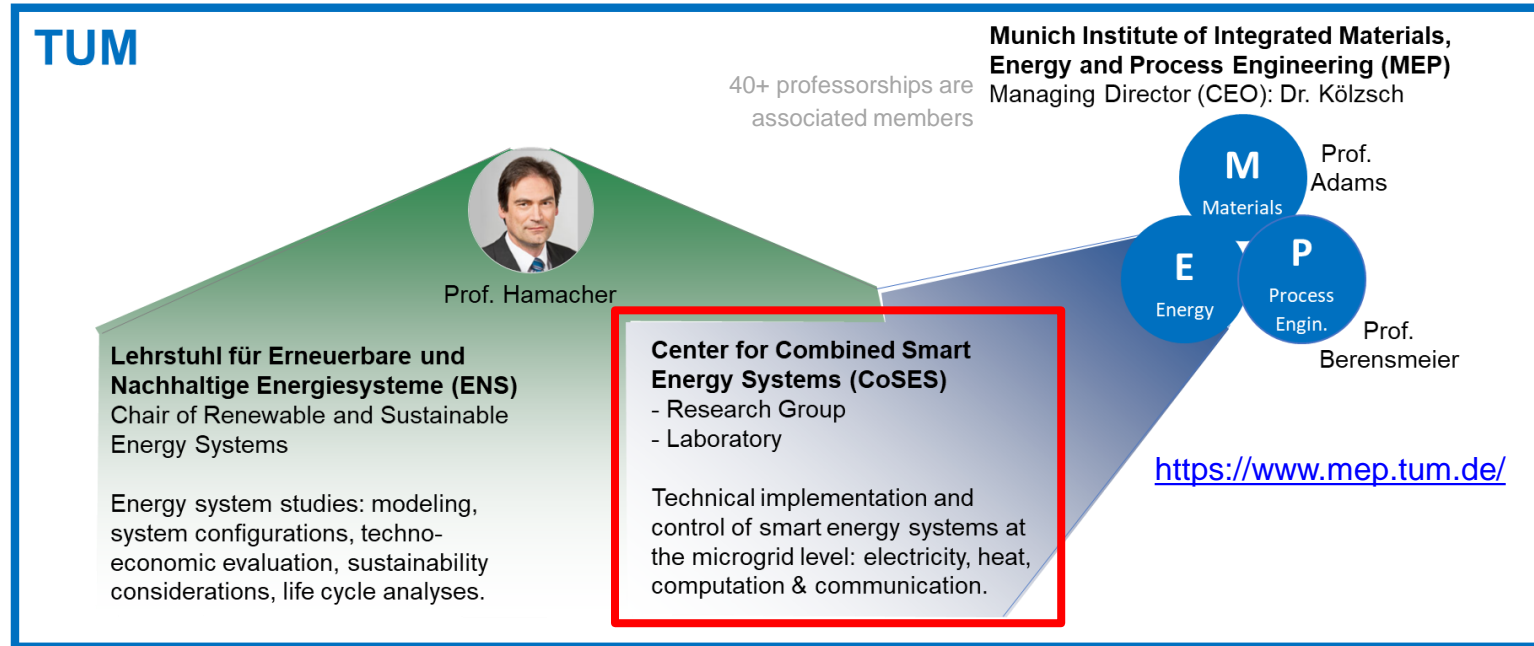 TUM
40+ professorships are
associated members
Munich Institute of Integrated Materials,
Energy and Process Engineering (MEP)
Managing Director (CEO): Dr. Kölzsch
M
Materials
Prof.
Adams
E
Energy
P
Process
Engin.
Prof.
Berensmeier
Prof. Hamacher
Lehrstuhl für Erneuerbare und
Nachhaltige Energiesysteme (ENS)
Chair of Renewable and Sustainable
Energy Systems
Energy system studies: modeling,
system configurations, techno-
economic evaluation, sustainability
considerations, life cycle analyses.
Center for Combined Smart
Energy Systems (CoSES)
- Research Group
- Laboratory
Technical implementation and
control of smart energy systems at
the microgrid level: electricity, heat,
computation & communication.
https://www.mep.tum.de/